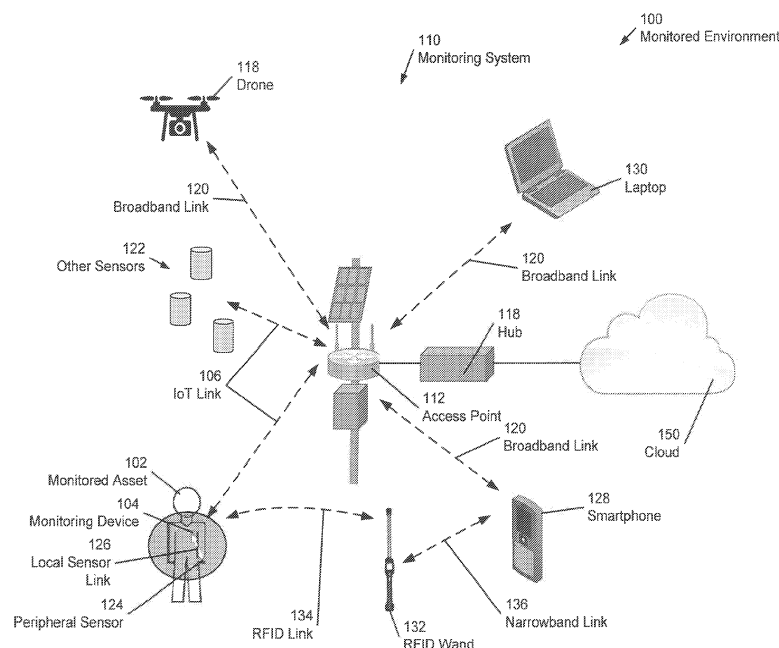 100
Monitored Environment
110
Monitoring System
118
Drone
130
Laptop
120
Broadband Link
122
Other Sensors
120
Broadband Link
118
Hub
106
IoT Link
112
Access Point
120
Broadband Link
150
Cloud
102
Monitored Asset
104
Monitoring Device
126
Local Sensor
Link
124
Peripheral Sensor
128
Smartphone
134
RFID Link
132
RFID Wand
136
Narrowband Link